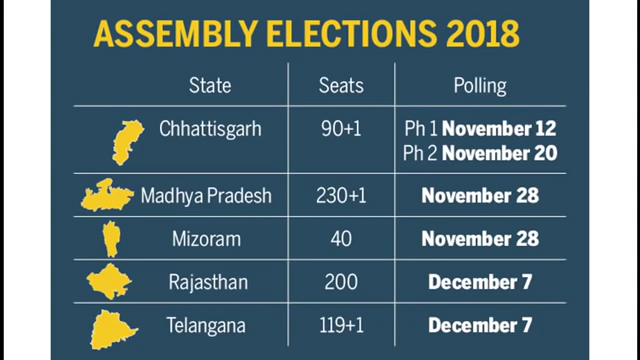 ASSEMBLY ELECTIONS 2018
State Seats Polling
Chhattisgarh 90+1 Ph 1 November 12
Ph 2 November 20
Madhya Pradesh 230+1 November 28
Mizoram 40 November 28
Rajasthan 200 December 7
Telangana 119+1 December 7